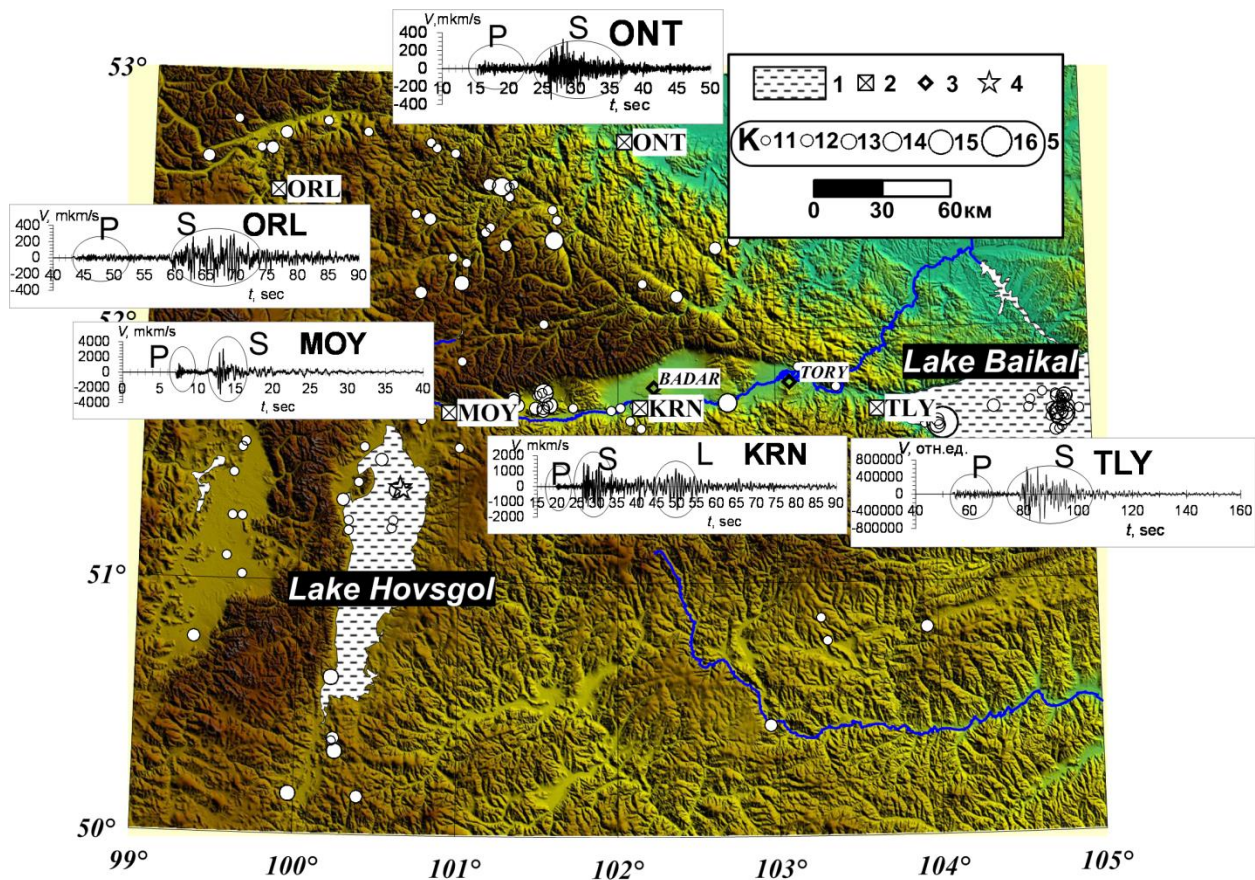 V,mkm/s P S ONT
400
200
0
-200
-400
10 15 20 25 30 35 40 45 50
t, sec
1 2 3 4
K 11 12 13 14 15 16 5
0 30 60км
53°
ONT
ORL
V, mkm/s P S ORL
400
200
0
-200
-400
40 45 50 55 60 65 70 75 80 85 90
t, sec
52°
V, mkm/s P S MOY
4000
2000
0
-2000
-4000
0 5 10 15 20 25 30 35 40
t, sec
Lake Baikal
BADAR
TORY
MOY
KRN
TLY
V, mkm/s P S L KRN
2000
1000
0
-1000
-2000
15 20 25 30 35 40 45 50 55 60 65 70 75 80 85 90
t, sec
V, отн.ед. P S TLY
800000
400000
0
-400000
-800000
40 60 80 100 120 140 160
t, sec
51°
Lake Hovsgol
50°
99° 100° 101° 102° 103° 104° 105°